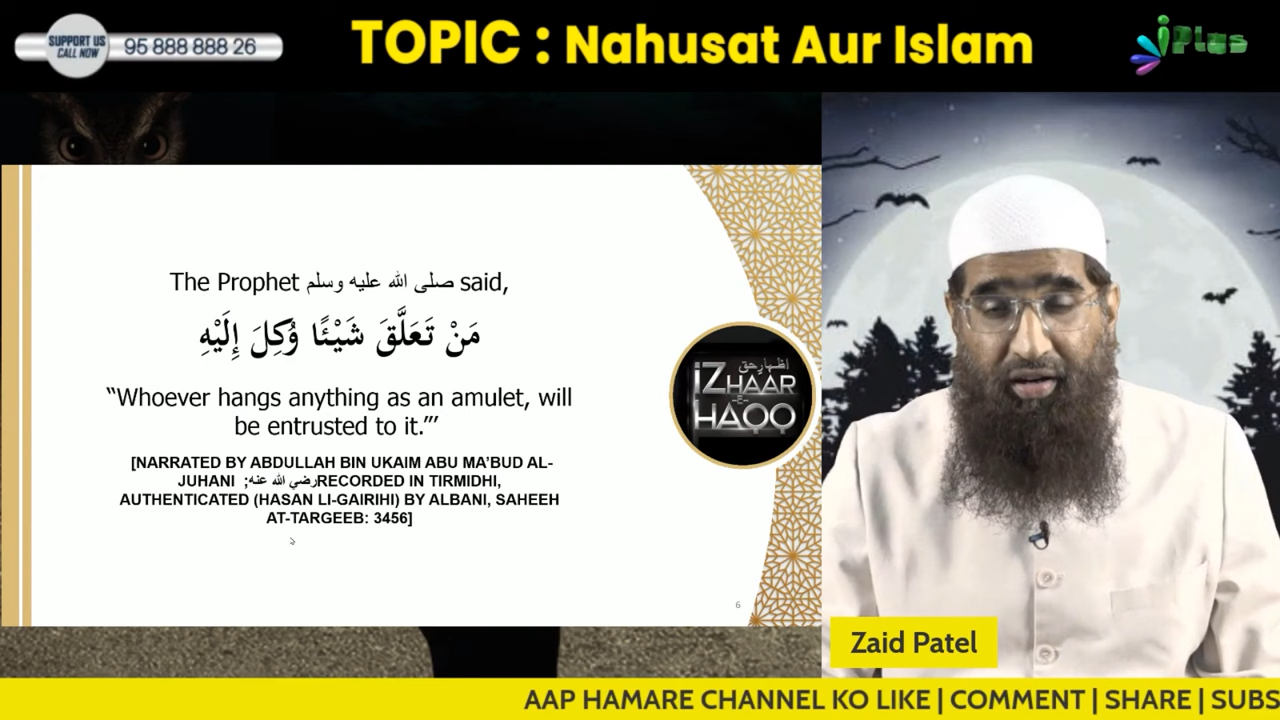 SUPPORT US
CALL NOW
95 888 888 26
TOPIC : Nahusat Aur Islam
iPlus
The Prophet صلى الله عليه وسلم said,
مَنْ تَعَلَّقَ شَيْئًا وُكِلَ إِلَيْهِ
“Whoever hangs anything as an amulet, will
be entrusted to it.”’
[NARRATED BY ABDULLAH BIN UKAIM ABU MA’BUD AL-
JUHANI رضي الله عنه; RECORDED IN TIRMIDHI,
AUTHENTICATED (HASAN LI-GAIRIHI) BY ALBANI, SAHEEH
AT-TARGEEB: 3456]
اظہارِ حق
iZHAAR
-E-
HAQQ
6
Zaid Patel
AAP HAMARE CHANNEL KO LIKE | COMMENT | SHARE | SUBS